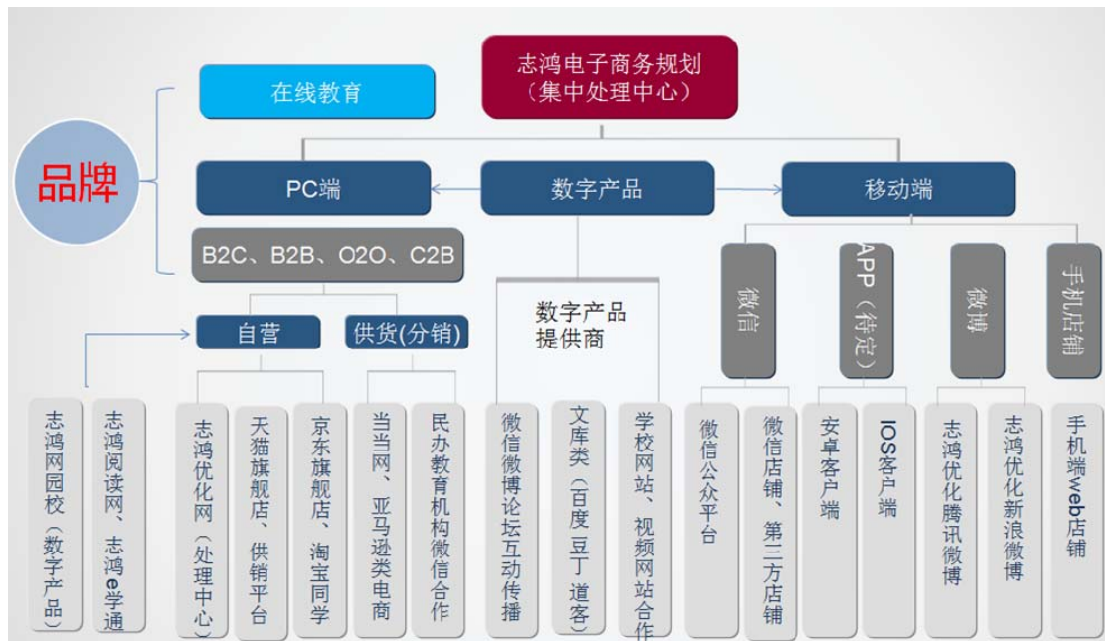 志鸿电子商务规划
（集中处理中心）
在线教育
品牌
PC端
数字产品
移动端
B2C、B2B、O2O、C2B
数字产品
提供商
自营
供货(分销)
微信
APP（待定）
微博
手机店铺
志鸿网园校（数字产品）
志鸿阅读网、志鸿e学通
志鸿优化网（处理中心）
天猫旗舰店、供销平台
京东旗舰店、淘宝同学
当当网、亚马逊类电商
民办教育机构微信合作
微信微博论坛互动传播
文库类（百度 豆丁 道客）
学校网站、视频网站合作
微信公众平台
微信店铺、第三方店铺
安卓客户端
IOS客户端
志鸿优化腾讯微博
志鸿优化新浪微博
手机端web店铺